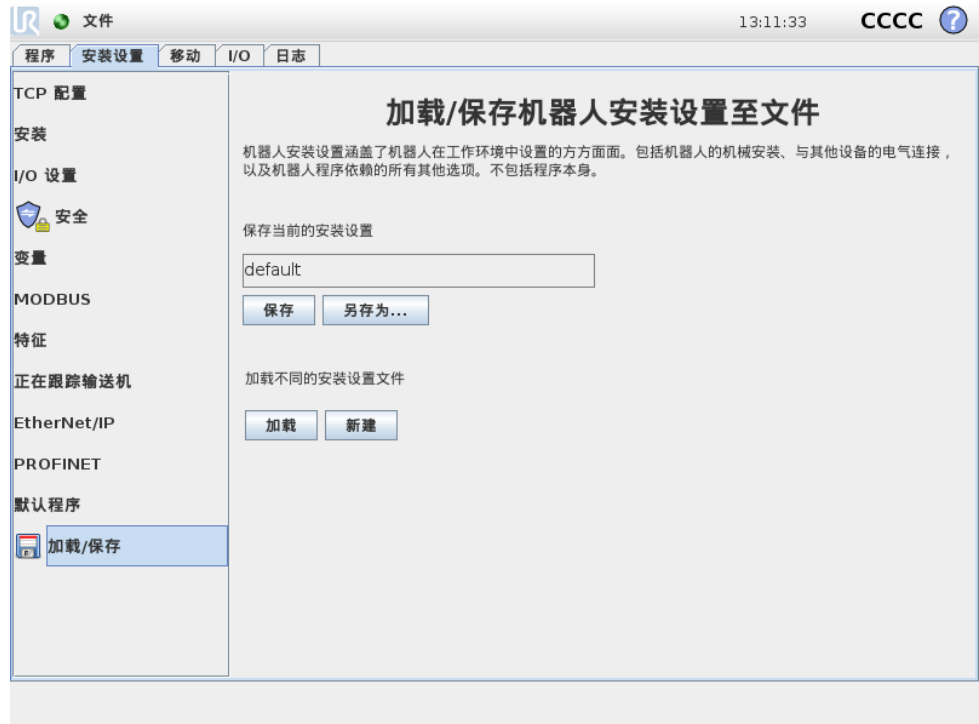 UR 文件 13:11:33 CCCC ?
程序 安装设置 移动 I/O 日志
TCP 配置
安装
I/O 设置
安全
变量
MODBUS
特征
正在跟踪输送机
EtherNet/IP
PROFINET
默认程序
加载/保存
加载/保存机器人安装设置至文件
机器人安装设置涵盖了机器人在工作环境中设置的方方面面。包括机器人的机械安装、与其他设备的电气连接，
以及机器人程序依赖的所有其他选项。不包括程序本身。
保存当前的安装设置
default
保存 另存为...
加载不同的安装设置文件
加载 新建